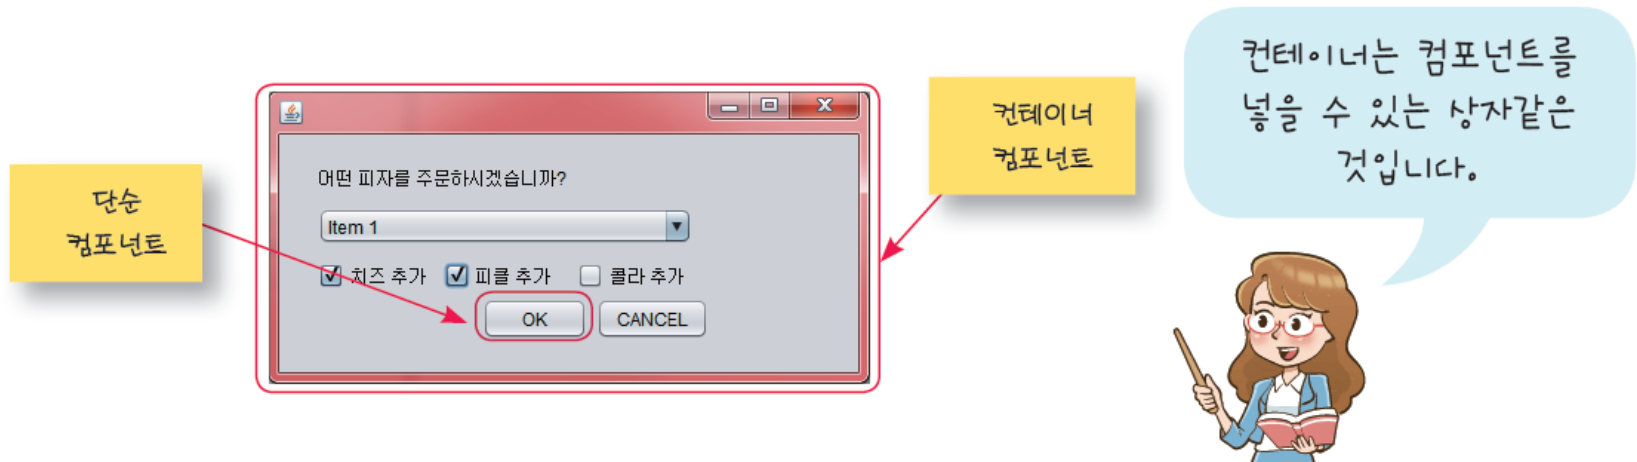 단순
컴포넌트
어떤 피자를 주문하시겠습니까?
Item 1
치즈 추가 피클 추가 콜라 추가
OK CANCEL
컨테이너
컴포넌트
컨테이너는 컴포넌트를
넣을 수 있는 상자같은
것입니다.